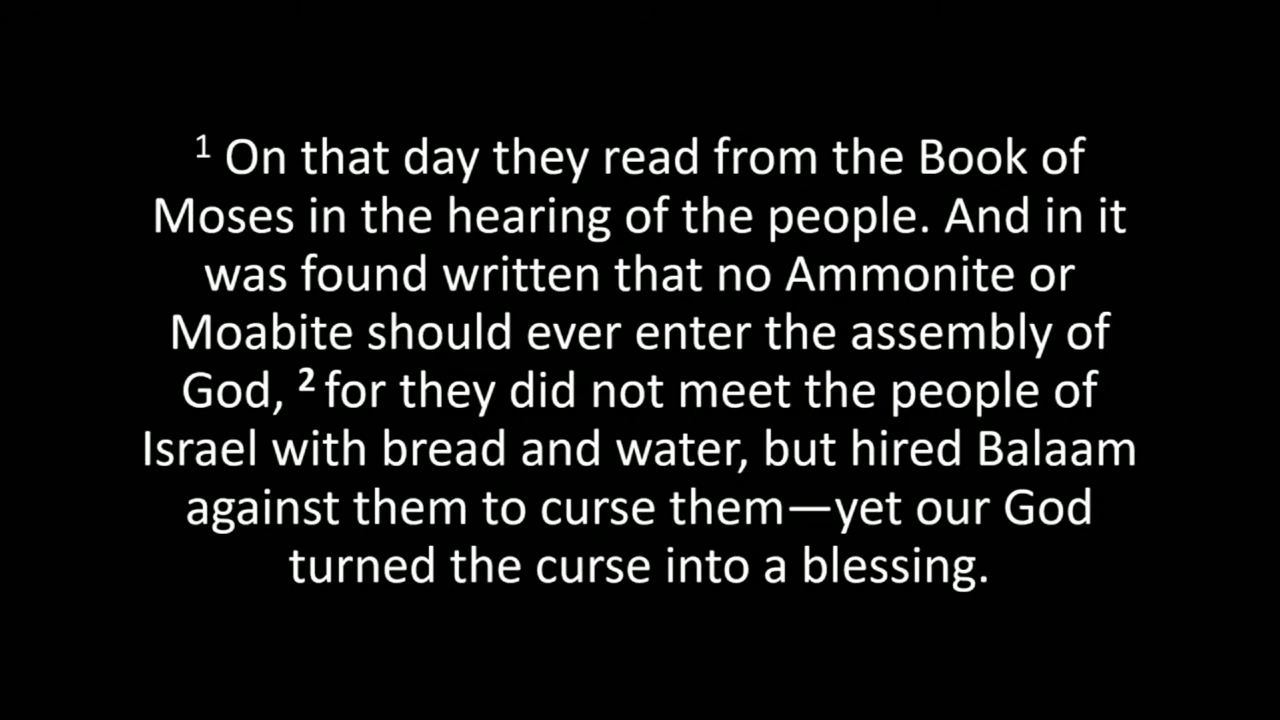 1 On that day they read from the Book of
Moses in the hearing of the people. And in it
was found written that no Ammonite or
Moabite should ever enter the assembly of
God, 2 for they did not meet the people of
Israel with bread and water, but hired Balaam
against them to curse them—yet our God
turned the curse into a blessing.